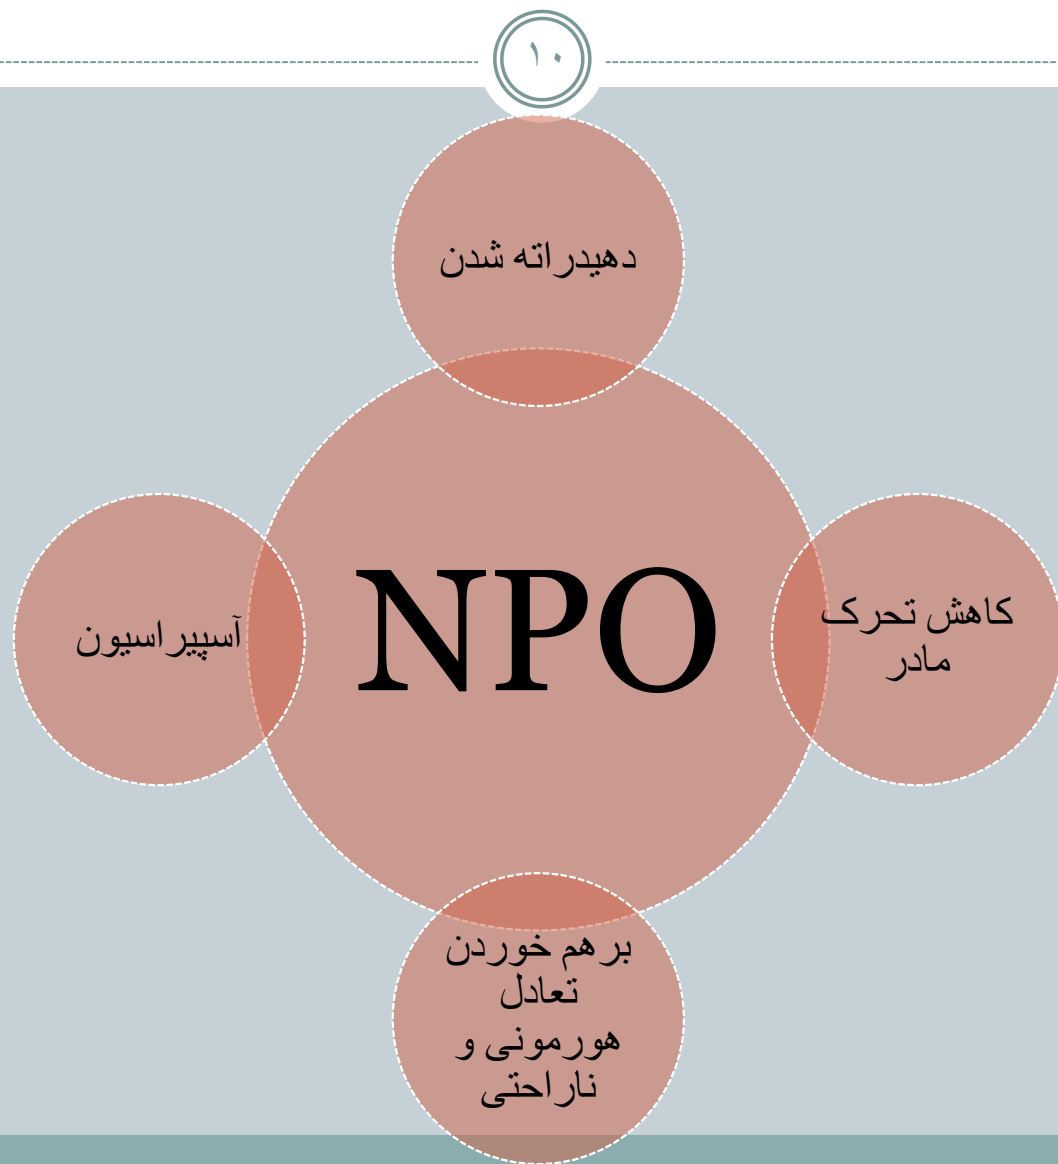 ۱۰
دهیدراته شدن
NPO
کاهش تحرک
مادر
برهم خوردن
تعادل
هورمونی و
ناراحتی
آسپیراسیون